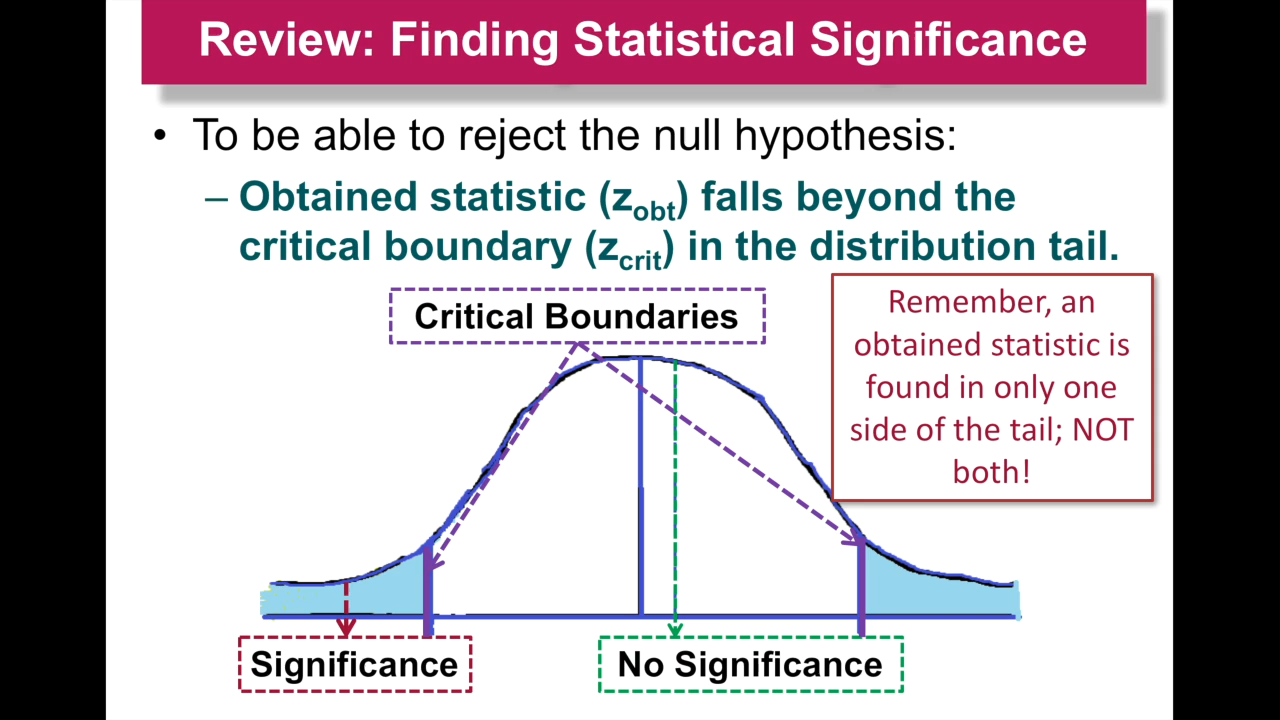 Review: Finding Statistical Significance
• To be able to reject the null hypothesis:
– Obtained statistic (zobt) falls beyond the
critical boundary (zcrit) in the distribution tail.
Critical Boundaries
Remember, an
obtained statistic is
found in only one
side of the tail; NOT
both!
Significance
No Significance